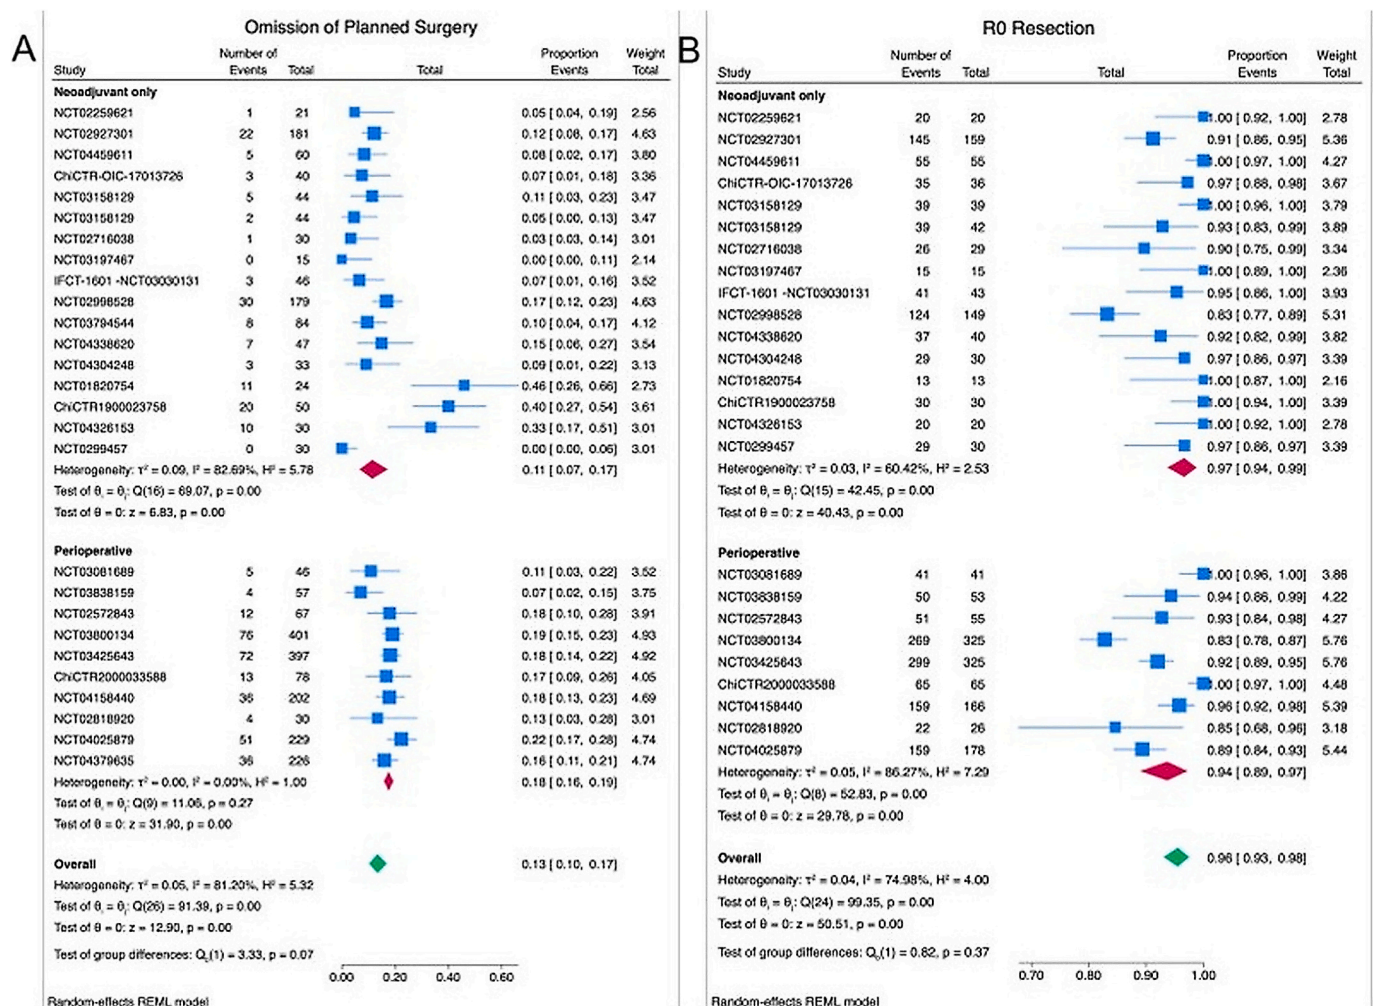 A
Omission of Planned Surgery
Number of Proportion Weight
Study Events Total Total Events Total
Neoadjuvant only
NCT02259621 1 21 0.05 [ 0.04, 0.19] 2.56
NCT02927301 22 181 0.12 [ 0.08, 0.17] 4.63
NCT04459611 5 60 0.08 [ 0.02, 0.17] 3.80
ChiCTR-OIC-17013726 3 40 0.07 [ 0.01, 0.18] 3.36
NCT03158129 5 44 0.11 [ 0.03, 0.23] 3.47
NCT03158129 2 44 0.05 [ 0.00, 0.13] 3.47
NCT02716038 1 30 0.03 [ 0.03, 0.14] 3.01
NCT03197467 0 15 0.00 [ 0.00, 0.11] 2.14
IFCT-1601 -NCT03030131 3 46 0.07 [ 0.01, 0.16] 3.52
NCT02998528 30 179 0.17 [ 0.12, 0.23] 4.63
NCT03794544 8 84 0.10 [ 0.04, 0.17] 4.12
NCT04338620 7 47 0.15 [ 0.06, 0.27] 3.54
NCT04304248 3 33 0.09 [ 0.01, 0.22] 3.13
NCT01820754 11 24 0.46 [ 0.26, 0.66] 2.73
ChiCTR1900023758 20 50 0.40 [ 0.27, 0.54] 3.61
NCT04326153 10 30 0.33 [ 0.17, 0.51] 3.01
NCT0299457 0 30 0.00 [ 0.00, 0.06] 3.01
Heterogeneity: τ² = 0.09, I² = 82.69%, H² = 5.78 0.11 [ 0.07, 0.17]
Test of θᵢ = θⱼ: Q(16) = 69.07, p = 0.00
Test of θ = 0: z = 6.83, p = 0.00
Perioperative
NCT03081689 5 46 0.11 [ 0.03, 0.22] 3.52
NCT03838159 4 57 0.07 [ 0.02, 0.15] 3.75
NCT02572843 12 67 0.18 [ 0.10, 0.28] 3.91
NCT03800134 76 401 0.19 [ 0.15, 0.23] 4.93
NCT03425643 72 397 0.18 [ 0.14, 0.22] 4.92
ChiCTR2000033588 13 78 0.17 [ 0.09, 0.26] 4.05
NCT04158440 36 202 0.18 [ 0.13, 0.23] 4.69
NCT02818920 4 30 0.13 [ 0.03, 0.28] 3.01
NCT04025879 51 229 0.22 [ 0.17, 0.28] 4.74
NCT04379635 36 226 0.16 [ 0.11, 0.21] 4.74
Heterogeneity: τ² = 0.00, I² = 0.00%, H² = 1.00 0.18 [ 0.16, 0.19]
Test of θᵢ = θⱼ: Q(9) = 11.06, p = 0.27
Test of θ = 0: z = 31.90, p = 0.00
Overall 0.13 [ 0.10, 0.17]
Heterogeneity: τ² = 0.05, I² = 81.20%, H² = 5.32
Test of θᵢ = θⱼ: Q(26) = 91.39, p = 0.00
Test of θ = 0: z = 12.90, p = 0.00
Test of group differences: Q_b(1) = 3.33, p = 0.07
0.00 0.20 0.40 0.60
Random-effects REML model
B
R0 Resection
Number of Proportion Weight
Study Events Total Total Events Total
Neoadjuvant only
NCT02259621 20 20 1.00 [ 0.92, 1.00] 2.78
NCT02927301 145 159 0.91 [ 0.86, 0.95] 5.36
NCT04459611 55 55 1.00 [ 0.97, 1.00] 4.27
ChiCTR-OIC-17013726 35 36 0.97 [ 0.88, 0.98] 3.67
NCT03158129 39 39 1.00 [ 0.96, 1.00] 3.79
NCT03158129 39 42 0.93 [ 0.83, 0.99] 3.89
NCT02716038 26 29 0.90 [ 0.75, 0.99] 3.34
NCT03197467 15 15 1.00 [ 0.89, 1.00] 2.36
IFCT-1601 -NCT03030131 41 43 0.95 [ 0.86, 1.00] 3.93
NCT02998528 124 149 0.83 [ 0.77, 0.89] 5.31
NCT04338620 37 40 0.92 [ 0.82, 0.99] 3.82
NCT04304248 29 30 0.97 [ 0.86, 0.97] 3.39
NCT01820754 13 13 1.00 [ 0.87, 1.00] 2.16
ChiCTR1900023758 30 30 1.00 [ 0.94, 1.00] 3.39
NCT04326153 20 20 1.00 [ 0.92, 1.00] 2.78
NCT0299457 29 30 0.97 [ 0.86, 0.97] 3.39
Heterogeneity: τ² = 0.03, I² = 60.42%, H² = 2.53 0.97 [ 0.94, 0.99]
Test of θᵢ = θⱼ: Q(15) = 42.45, p = 0.00
Test of θ = 0: z = 40.43, p = 0.00
Perioperative
NCT03081689 41 41 1.00 [ 0.96, 1.00] 3.86
NCT03838159 50 53 0.94 [ 0.86, 0.99] 4.22
NCT02572843 51 55 0.93 [ 0.84, 0.98] 4.27
NCT03800134 269 325 0.83 [ 0.78, 0.87] 5.76
NCT03425643 299 325 0.92 [ 0.89, 0.95] 5.76
ChiCTR2000033588 65 65 1.00 [ 0.97, 1.00] 4.48
NCT04158440 159 166 0.96 [ 0.92, 0.98] 5.39
NCT02818920 22 26 0.85 [ 0.68, 0.96] 3.18
NCT04025879 159 178 0.89 [ 0.84, 0.93] 5.44
Heterogeneity: τ² = 0.05, I² = 86.27%, H² = 7.29 0.94 [ 0.89, 0.97]
Test of θᵢ = θⱼ: Q(8) = 52.83, p = 0.00
Test of θ = 0: z = 29.78, p = 0.00
Overall 0.96 [ 0.93, 0.98]
Heterogeneity: τ² = 0.04, I² = 74.98%, H² = 4.00
Test of θᵢ = θⱼ: Q(24) = 99.35, p = 0.00
Test of θ = 0: z = 50.51, p = 0.00
Test of group differences: Q_b(1) = 0.82, p = 0.37
0.70 0.80 0.90 1.00
Random-effects REML model